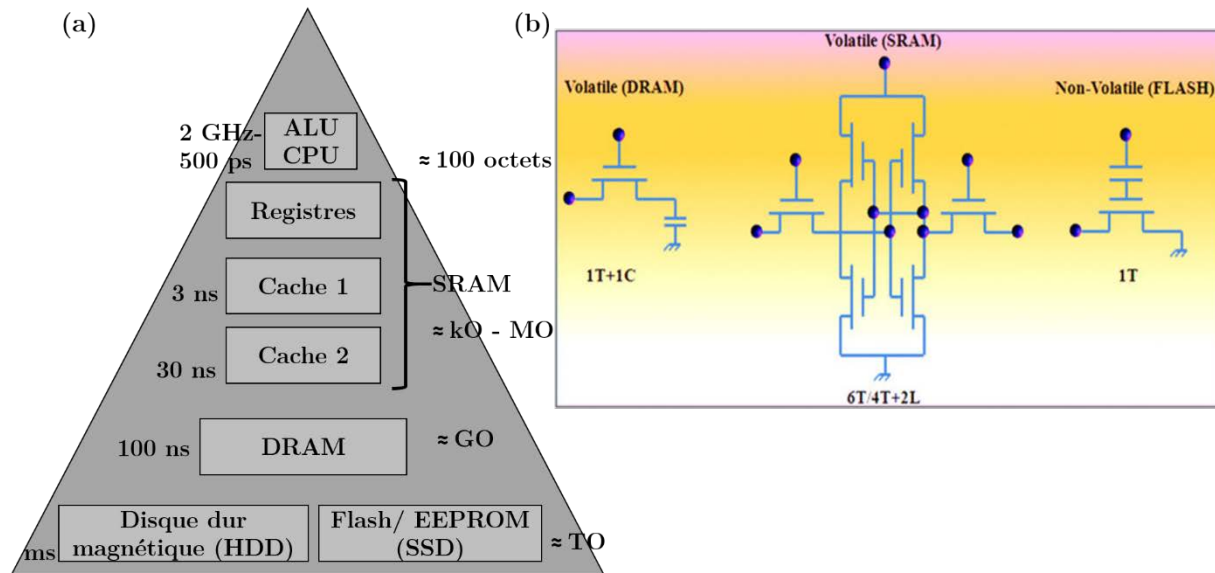 (a)
2 GHz-
500 ps
ALU
CPU
≈ 100 octets
Registres
3 ns
Cache 1
SRAM
≈ kO - MO
30 ns
Cache 2
100 ns
DRAM
≈ GO
ms
Disque dur
magnétique (HDD)
Flash/ EEPROM
(SSD)
≈ TO
(b)
Volatile (SRAM)
Volatile (DRAM)
Non-Volatile (FLASH)
1T+1C
1T
6T/4T+2L